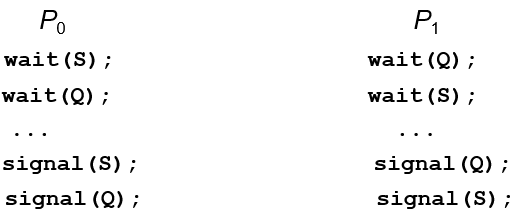 P0 P1
wait(S); wait(Q);
wait(Q); wait(S);
... ...
signal(S); signal(Q);
signal(Q); signal(S);